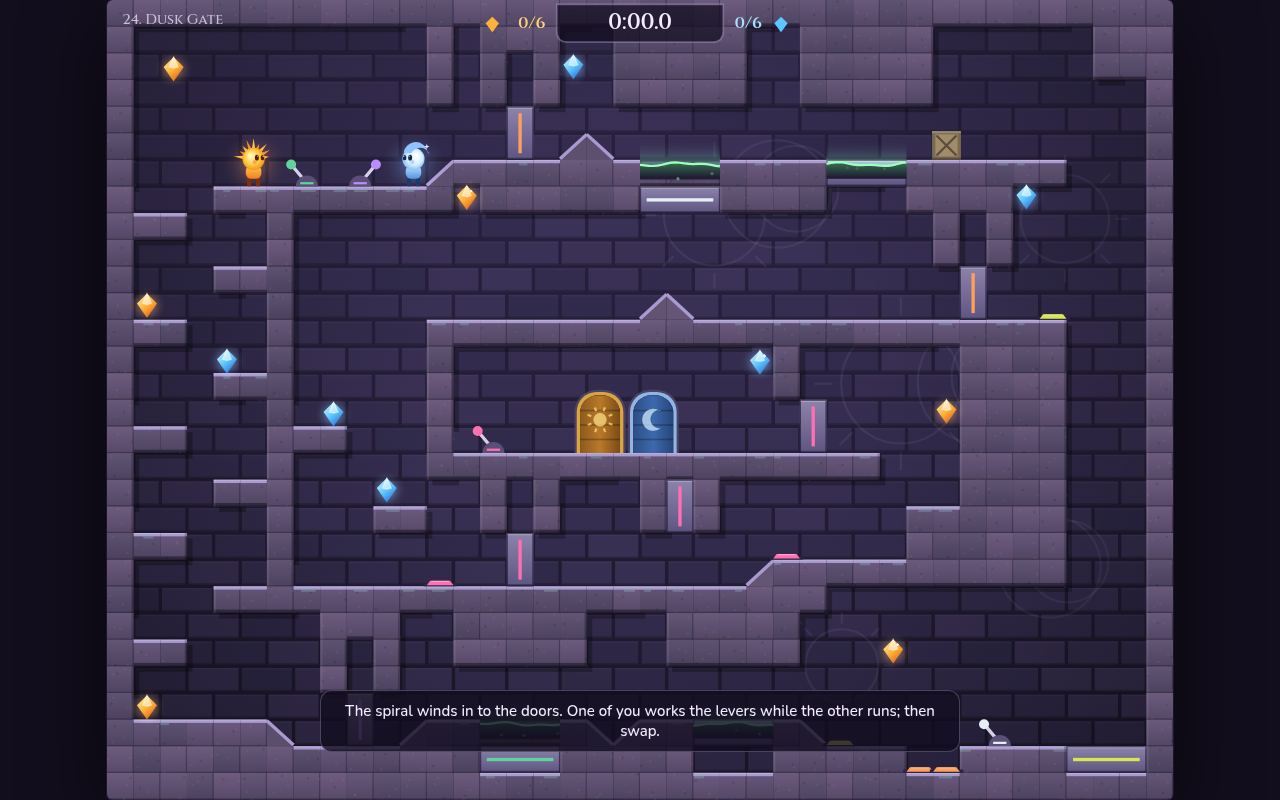 24. Dusk Gate
0/6
0:00.0
0/6
The spiral winds in to the doors. One of you works the levers while the other runs; then
swap.